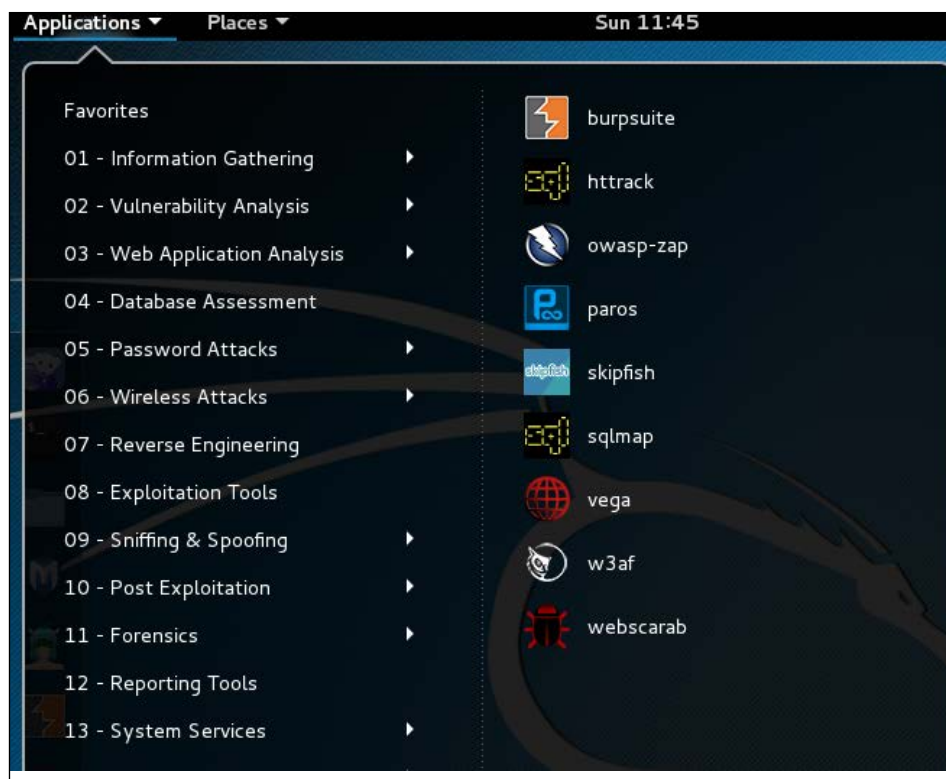 Applications Places Sun 11:45
Favorites
01 - Information Gathering
02 - Vulnerability Analysis
03 - Web Application Analysis
04 - Database Assessment
05 - Password Attacks
06 - Wireless Attacks
07 - Reverse Engineering
08 - Exploitation Tools
09 - Sniffing & Spoofing
10 - Post Exploitation
11 - Forensics
12 - Reporting Tools
13 - System Services
burpsuite
sql
httrack
owasp-zap
paros
skipfish
skipfish
sql
sqlmap
vega
w3af
webscarab